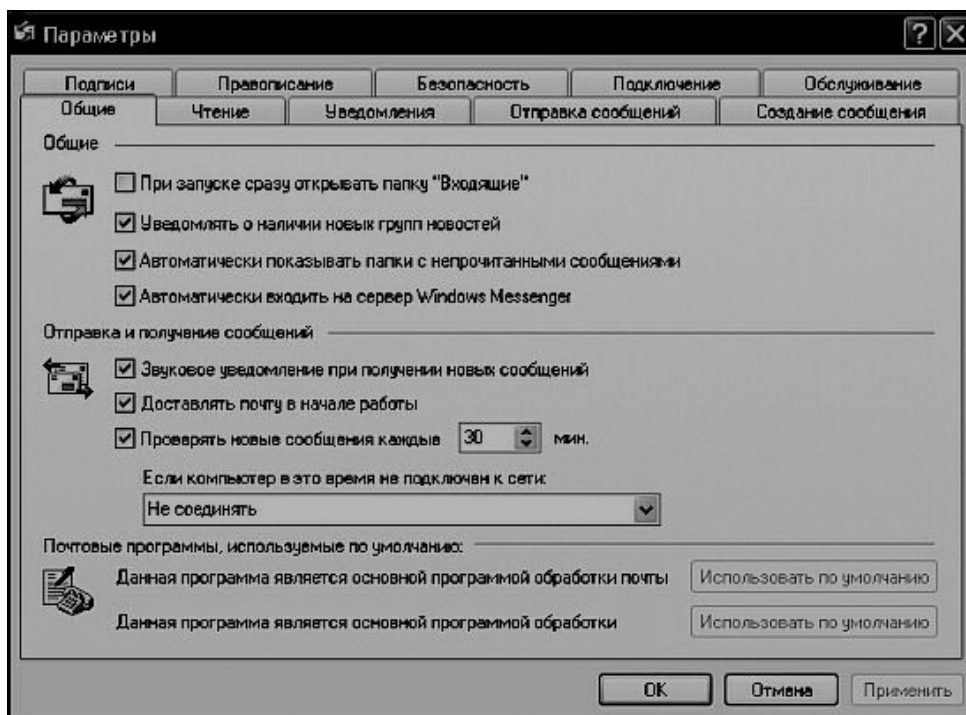 Параметры
Подписи Правописание Безопасность Подключение Обслуживание
Общие Чтение Уведомления Отправка сообщений Создание сообщения
Общие
При запуске сразу открывать папку "Входящие"
Уведомлять о наличии новых групп новостей
Автоматически показывать папки с непрочитанными сообщениями
Автоматически входить на сервер Windows Messenger
Отправка и получение сообщений
Звуковое уведомление при получении новых сообщений
Доставлять почту в начале работы
Проверять новые сообщения каждые 30 мин.
Если компьютер в это время не подключен к сети:
Не соединять
Почтовые программы, используемые по умолчанию:
Данная программа является основной программой обработки почты Использовать по умолчанию
Данная программа является основной программой обработки Использовать по умолчанию
OK Отмена Применить